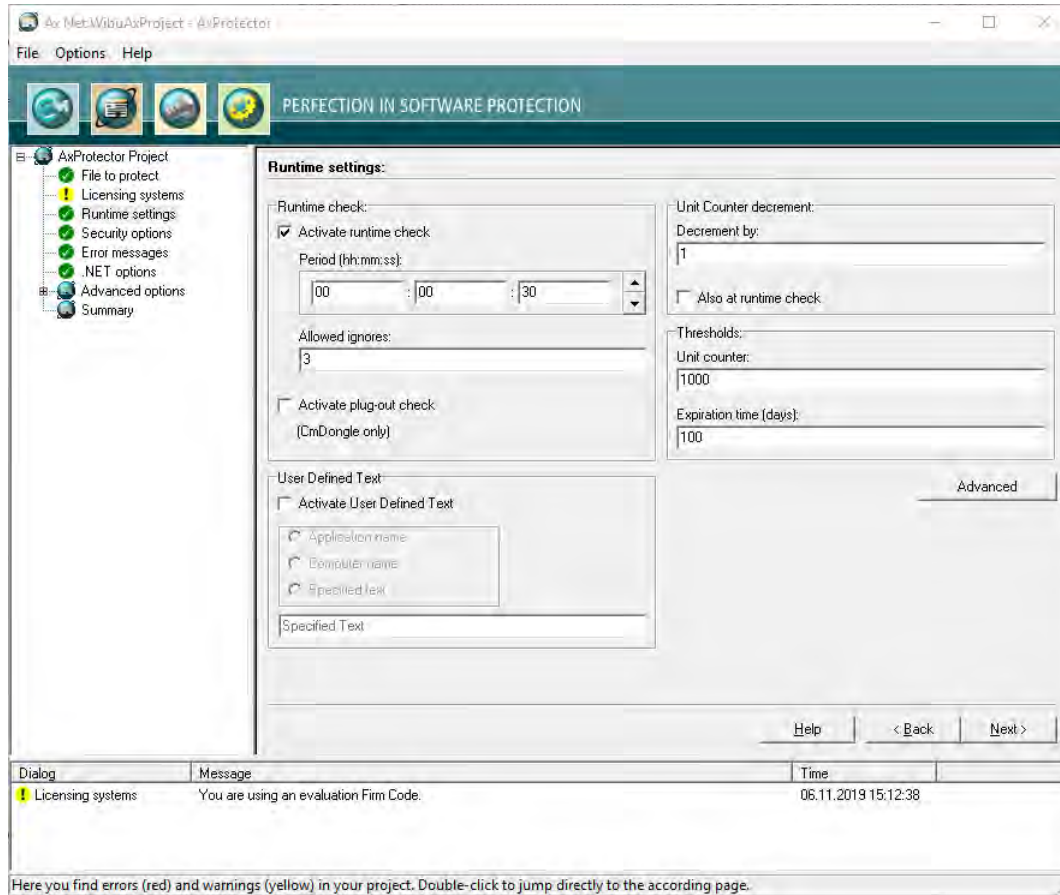 Ax Net:WibuAxProject - AxProtector
File Options Help
PERFECTION IN SOFTWARE PROTECTION
AxProtector Project
File to protect
Licensing systems
Runtime settings
Security options
Error messages
.NET options
Advanced options
Summary
Runtime settings:
Runtime check:
Activate runtime check
Period (hh:mm:ss):
00 : 00 : 30
Allowed ignores:
3
Activate plug-out check
(CmDongle only)
User Defined Text
Activate User Defined Text
Application name
Computer name
Specified text
Specified Text
Unit Counter decrement:
Decrement by:
1
Also at runtime check
Thresholds:
Unit counter:
1000
Expiration time (days):
100
Advanced
Help < Back Next >
Dialog Message Time
Licensing systems You are using an evaluation Firm Code. 06.11.2019 15:12:38
Here you find errors (red) and warnings (yellow) in your project. Double-click to jump directly to the according page.